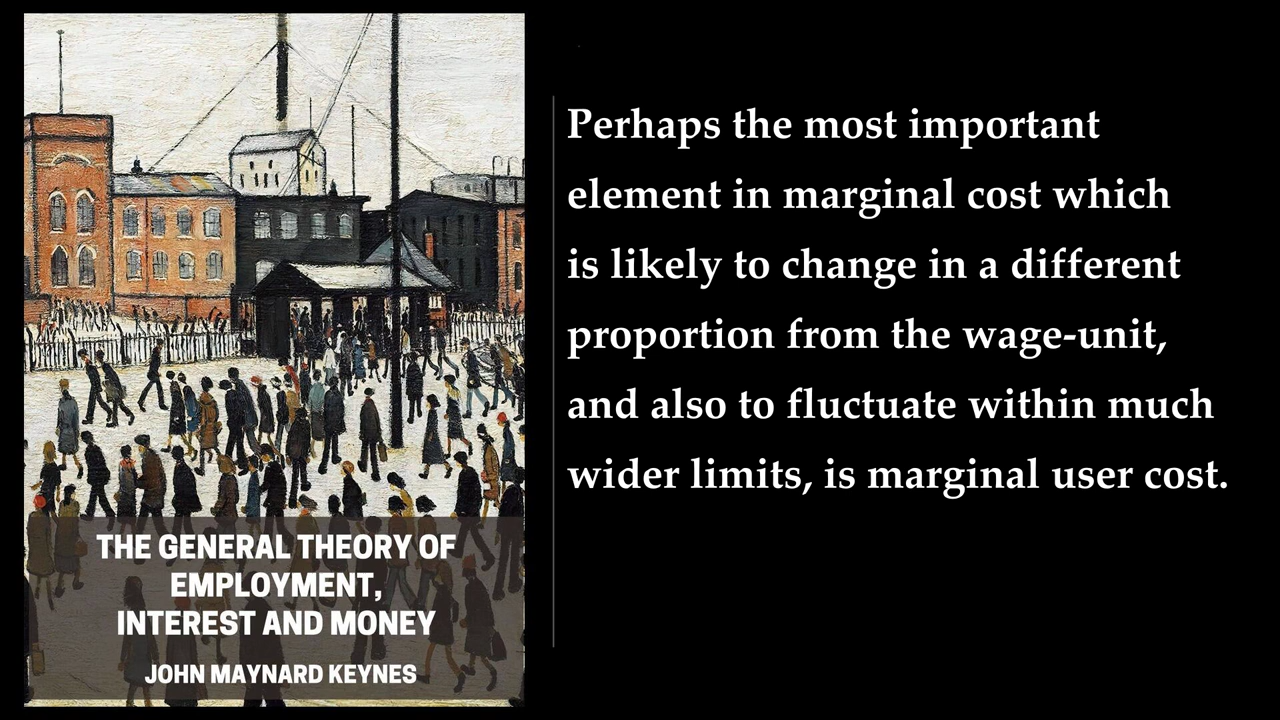 THE GENERAL THEORY OF
EMPLOYMENT,
INTEREST AND MONEY
JOHN MAYNARD KEYNES
Perhaps the most important
element in marginal cost which
is likely to change in a different
proportion from the wage-unit,
and also to fluctuate within much
wider limits, is marginal user cost.